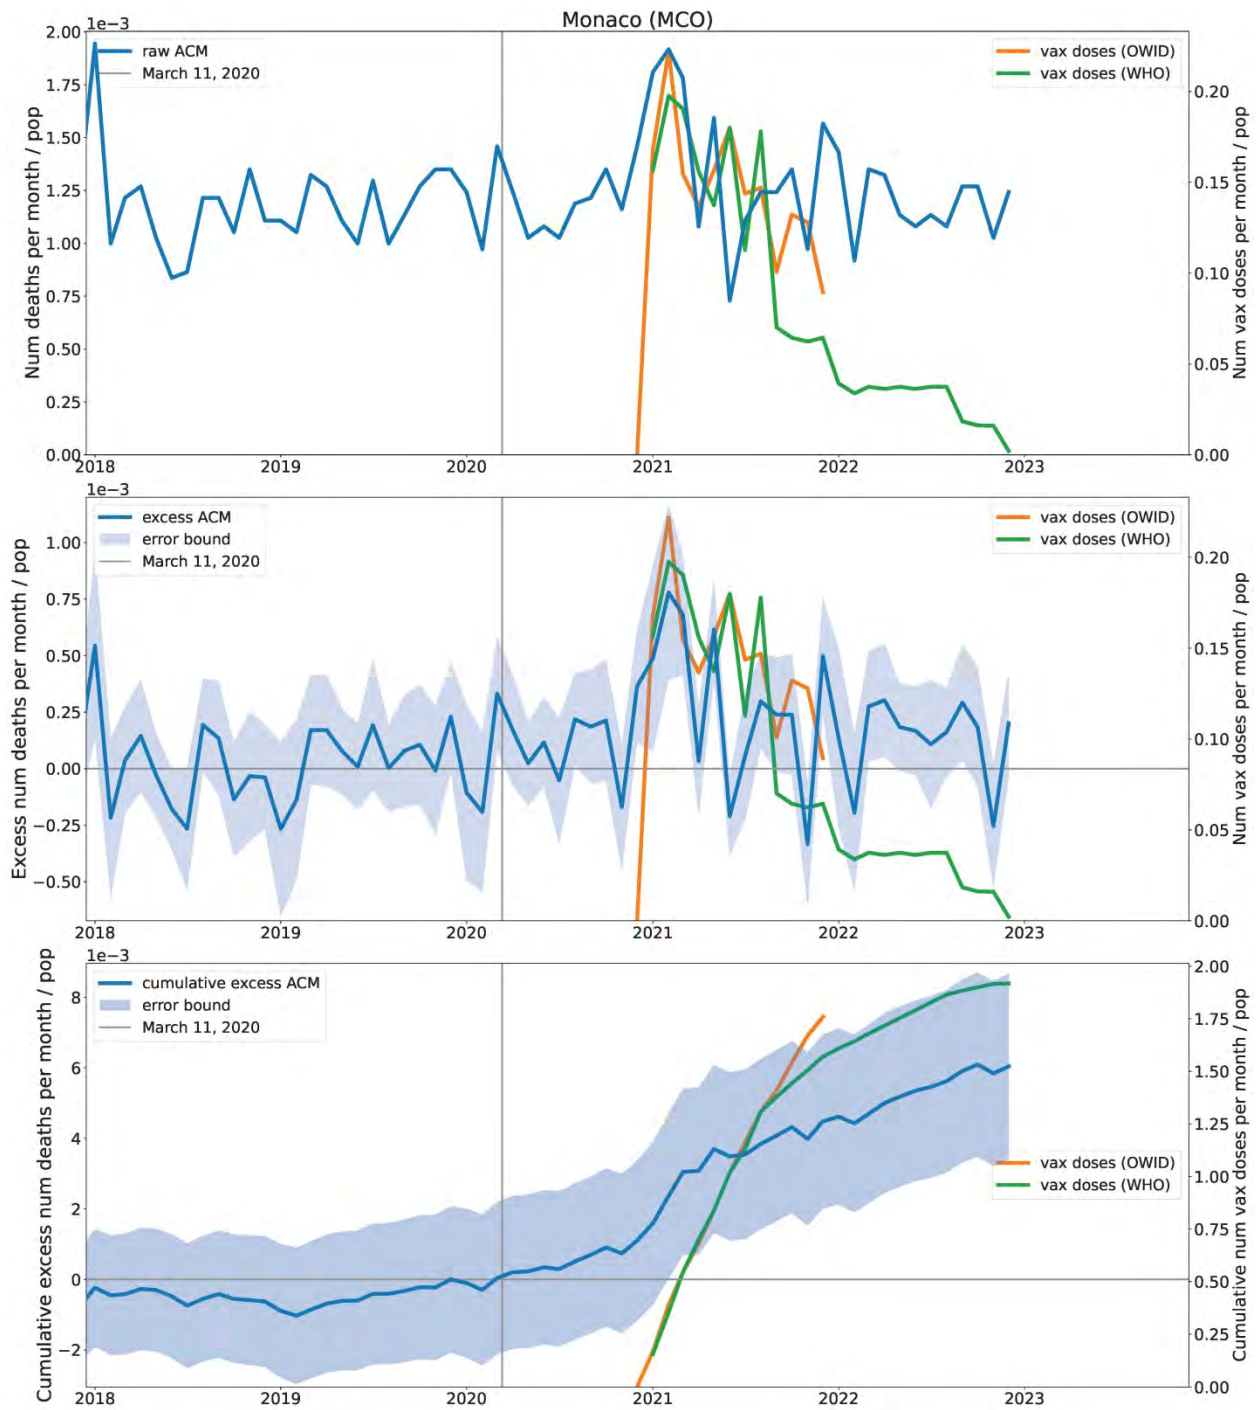 Monaco (MCO)
1e−3
2.00
1.75
1.50
1.25
1.00
0.75
0.50
0.25
0.00
Num deaths per month / pop
raw ACM
March 11, 2020
vax doses (OWID)
vax doses (WHO)
0.20
0.15
0.10
0.05
0.00
Num vax doses per month / pop
2018
2019
2020
2021
2022
2023
1e−3
1.00
0.75
0.50
0.25
0.00
−0.25
−0.50
Excess num deaths per month / pop
excess ACM
error bound
March 11, 2020
vax doses (OWID)
vax doses (WHO)
0.20
0.15
0.10
0.05
0.00
Num vax doses per month / pop
2018
2019
2020
2021
2022
2023
1e−3
8
6
4
2
0
−2
Cumulative excess num deaths per month / pop
cumulative excess ACM
error bound
March 11, 2020
vax doses (OWID)
vax doses (WHO)
2.00
1.75
1.50
1.25
1.00
0.75
0.50
0.25
0.00
Cumulative num vax doses per month / pop
2018
2019
2020
2021
2022
2023